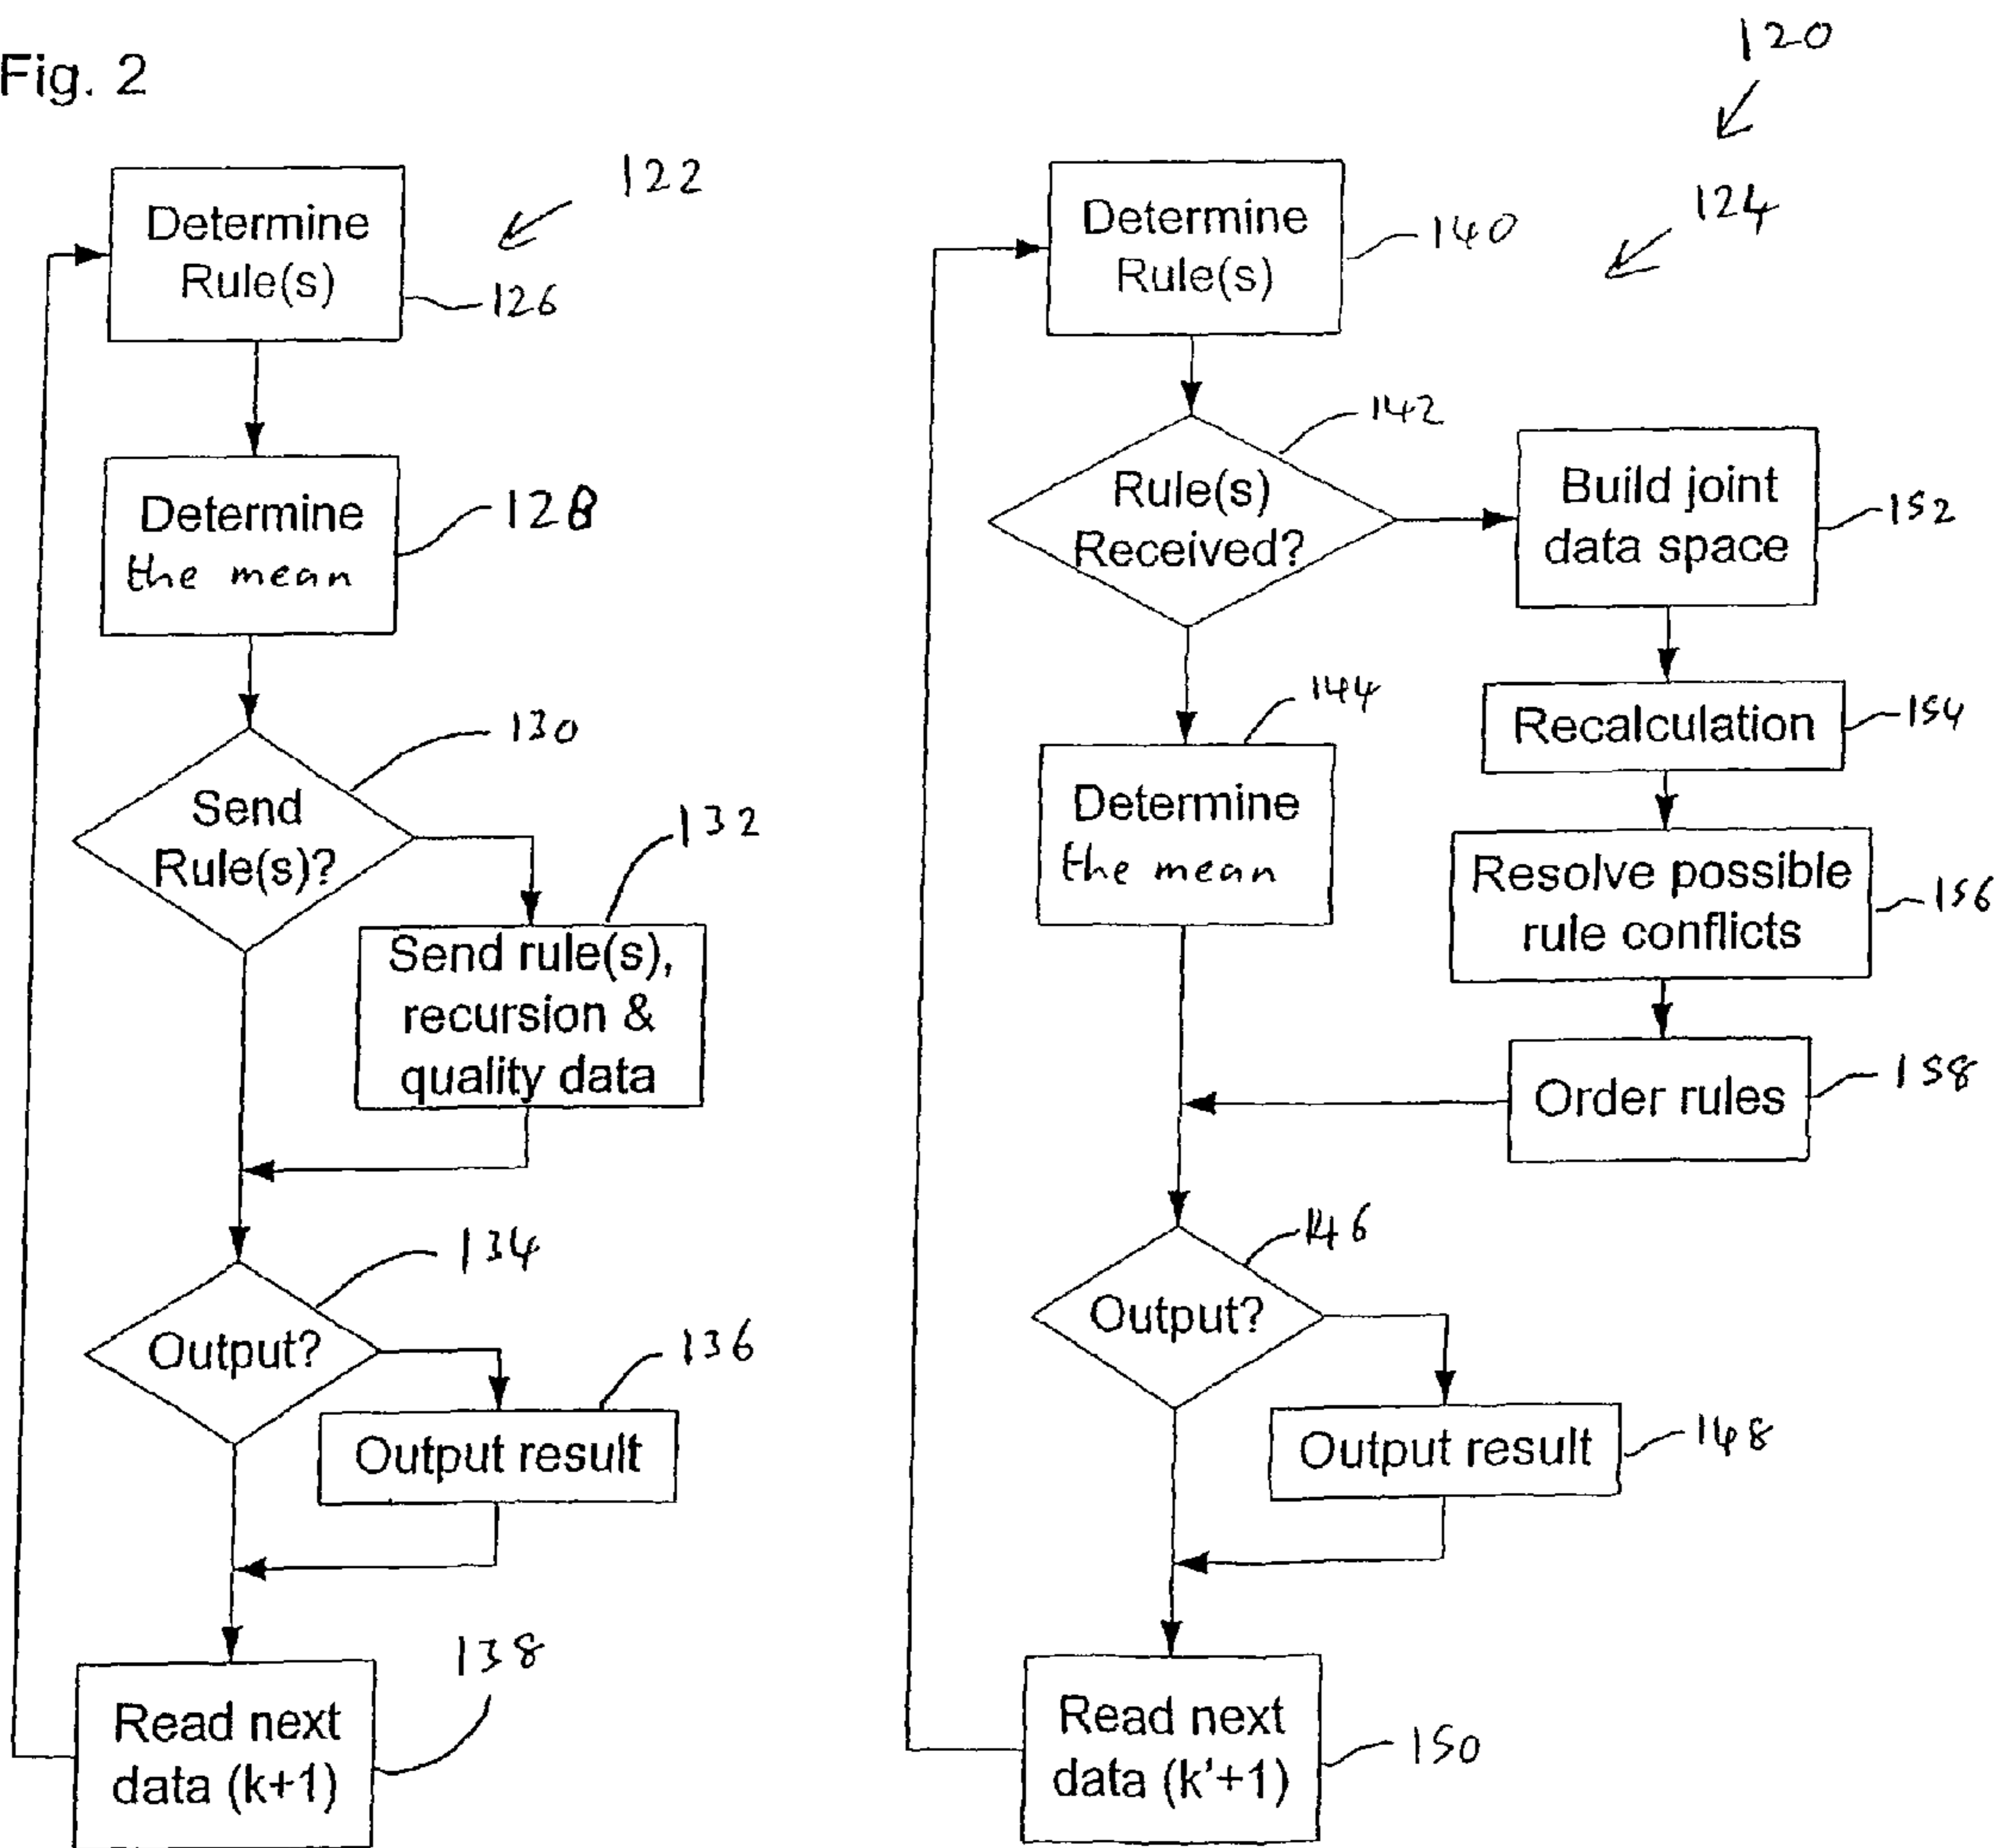 Fig. 2
120
122
124
Determine
Rule(s)
126
Determine
the mean
128
Send
Rule(s)?
130
Send rule(s),
recursion &
quality data
132
Output?
134
Output result
136
Read next
data (k+1)
138
Determine
Rule(s)
140
Rule(s)
Received?
142
Determine
the mean
144
Build joint
data space
152
Recalculation
154
Resolve possible
rule conflicts
156
Order rules
158
Output?
146
Output result
148
Read next
data (k'+1)
150